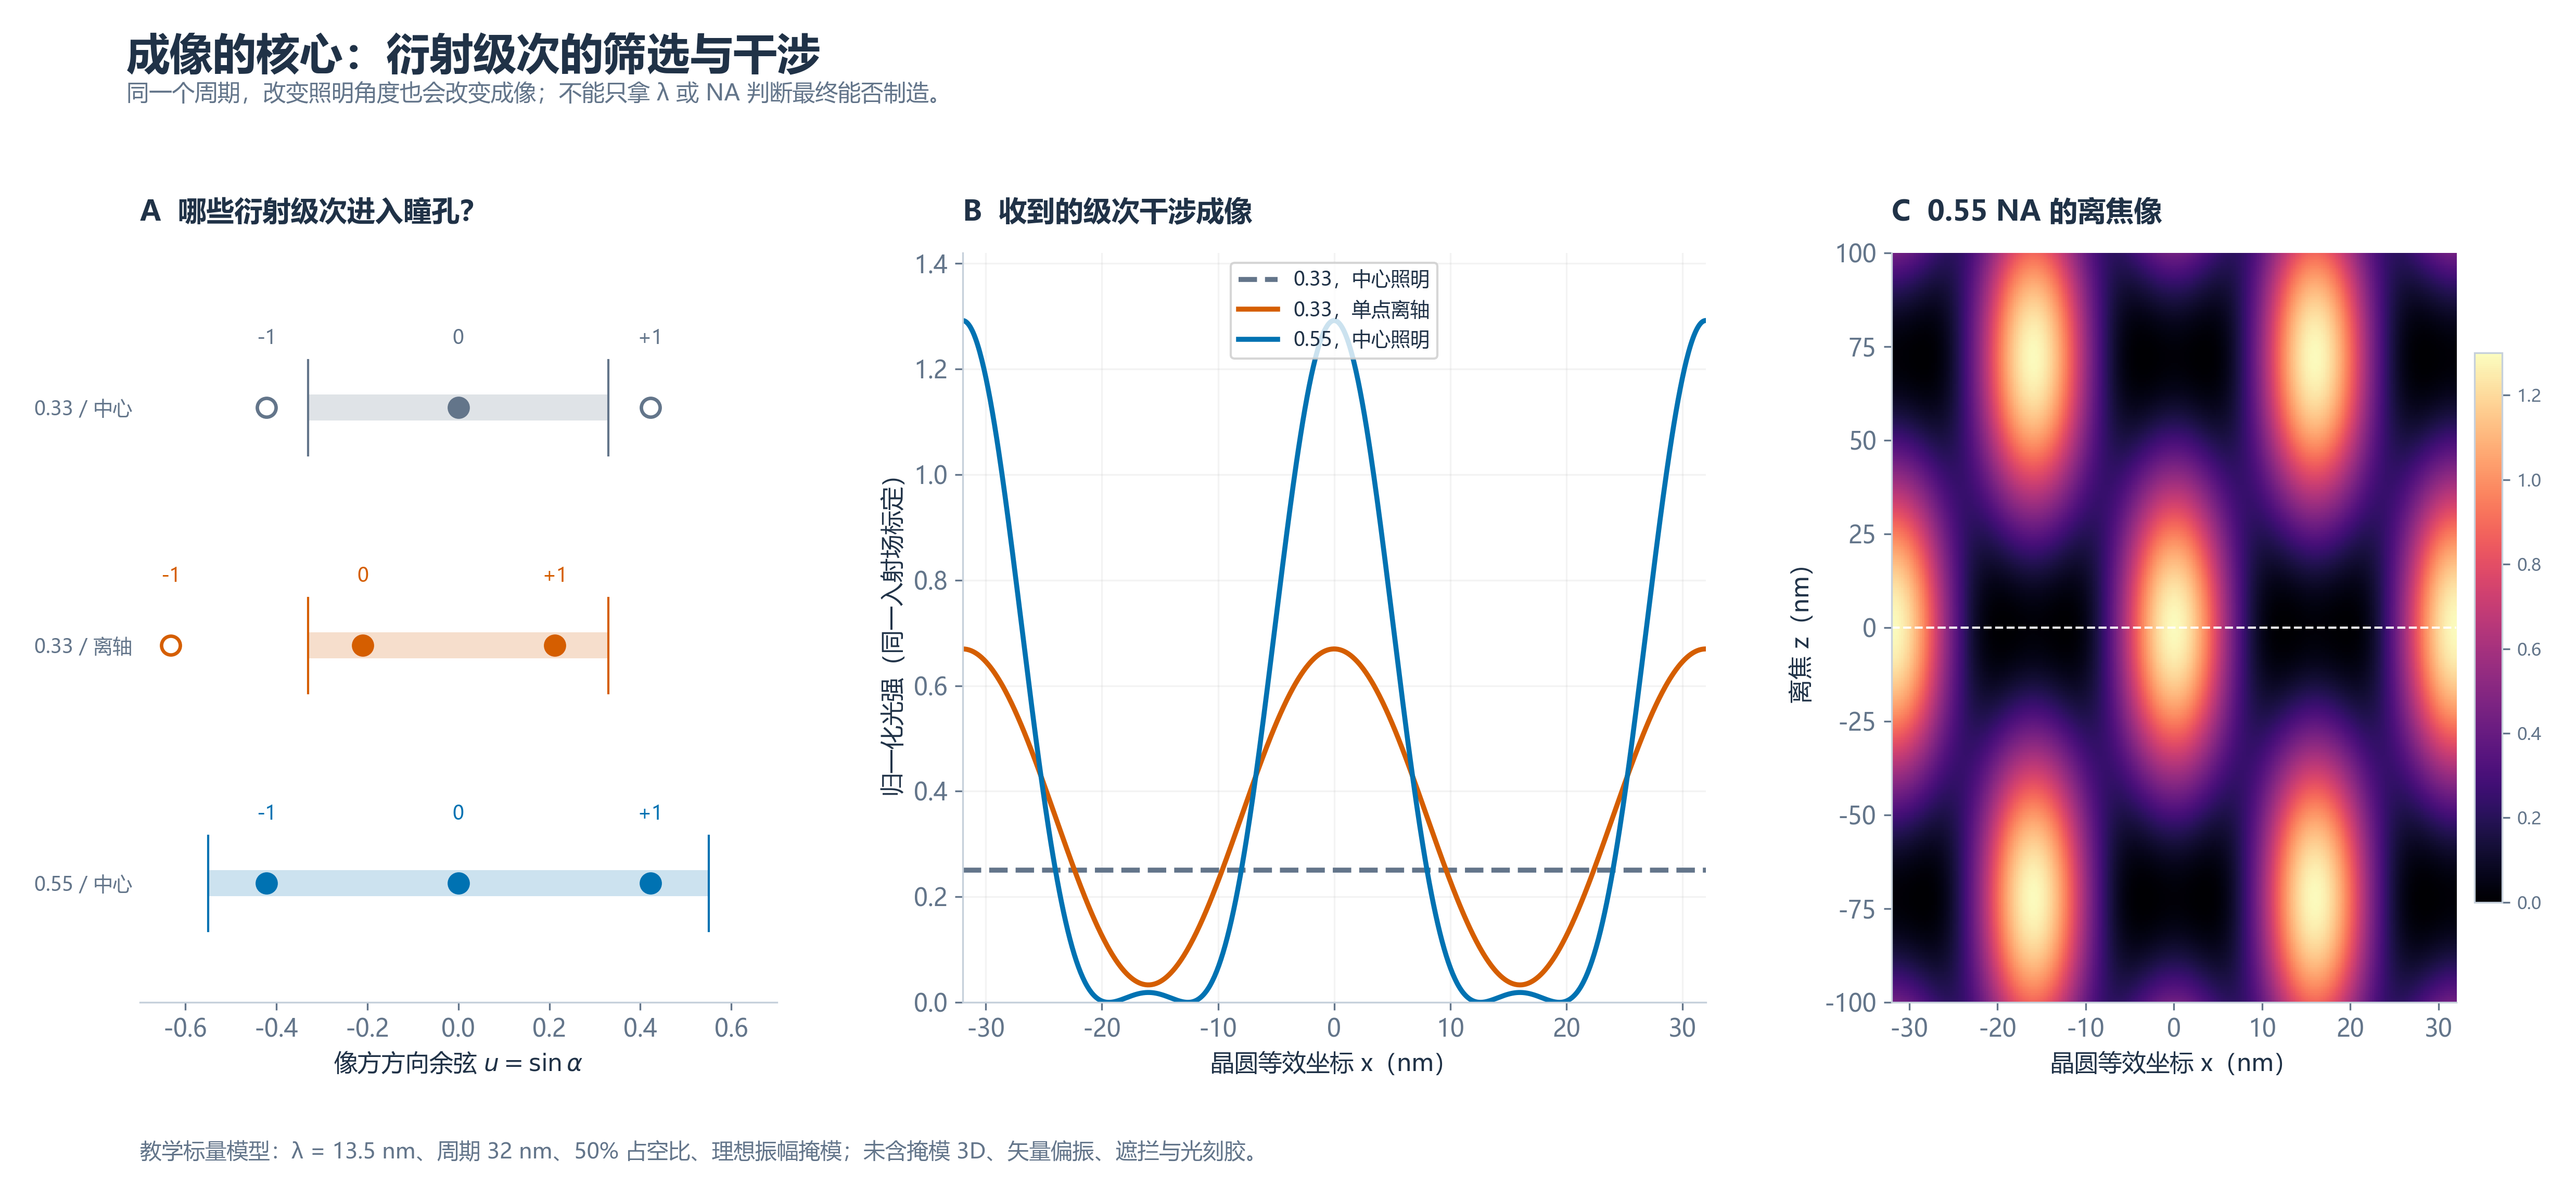 成像的核心：衍射级次的筛选与干涉
同一个周期，改变照明角度也会改变成像；不能只拿 λ 或 NA 判断最终能否制造。
A 哪些衍射级次进入瞳孔？
-1 0 +1
0.33 / 中心
-1 0 +1
0.33 / 离轴
-1 0 +1
0.55 / 中心
-0.6 -0.4 -0.2 0.0 0.2 0.4 0.6
像方方向余弦 u = sin α
B 收到的级次干涉成像
归一化光强（同一入射场标定）
1.4
1.2
1.0
0.8
0.6
0.4
0.2
0.0
0.33，中心照明
0.33，单点离轴
0.55，中心照明
-30 -20 -10 0 10 20 30
晶圆等效坐标 x（nm）
C 0.55 NA 的离焦像
离焦 z（nm）
100
75
50
25
0
-25
-50
-75
-100
-30 -20 -10 0 10 20 30
晶圆等效坐标 x（nm）
1.2
1.0
0.8
0.6
0.4
0.2
0.0
教学标量模型：λ = 13.5 nm、周期 32 nm、50% 占空比、理想振幅掩模；未含掩模 3D、矢量偏振、遮拦与光刻胶。